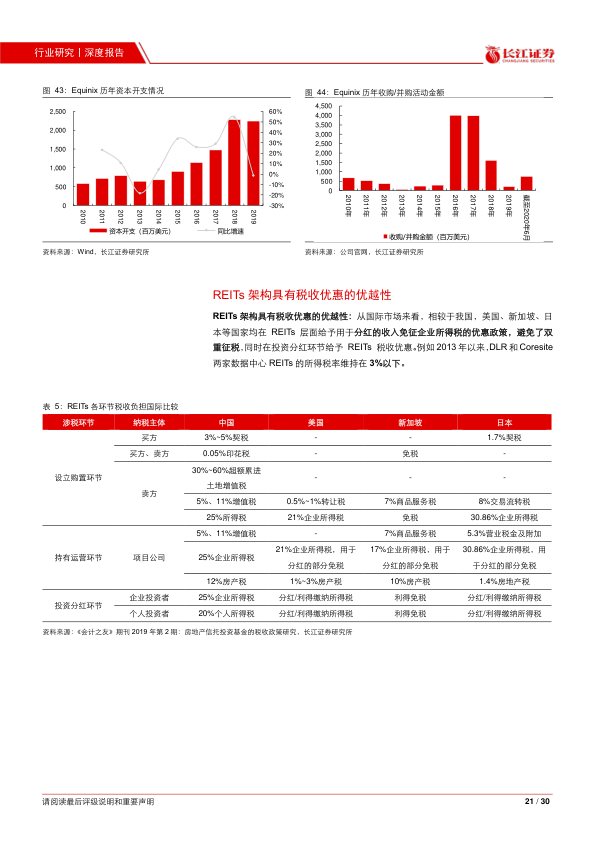 行业研究丨深度报告
长江证券
CHANGJIANG SECURITIES
图 43：Equinix 历年资本开支情况
2,500
2,000
1,500
1,000
500
0
60%
50%
40%
30%
20%
10%
0%
-10%
-20%
-30%
2010
2011
2012
2013
2014
2015
2016
2017
2018
2019
资本开支（百万美元）
同比增速
资料来源：Wind，长江证券研究所
图 44：Equinix 历年收购/并购活动金额
4,500
4,000
3,500
3,000
2,500
2,000
1,500
1,000
500
0
2010年
2011年
2012年
2013年
2014年
2015年
2016年
2017年
2018年
2019年
截至2020年6月
收购/并购金额（百万美元）
资料来源：公司官网，长江证券研究所
REITs 架构具有税收优惠的优越性
REITs 架构具有税收优惠的优越性：从国际市场来看，相较于我国，美国、新加坡、日
本等国家均在 REITs 层面给予用于分红的收入免征企业所得税的优惠政策，避免了双
重征税，同时在投资分红环节给予 REITs 税收优惠。例如 2013 年以来，DLR 和 Coresite
两家数据中心 REITs 的所得税率维持在 3%以下。
表 5：REITs 各环节税收负担国际比较
涉税环节 纳税主体 中国 美国 新加坡 日本
买方 3%~5%契税 - - 1.7%契税
买方、卖方 0.05%印花税 - 免税 -
设立购置环节 卖方 30%~60%超额累进
土地增值税 - - -
5%、11%增值税 0.5%~1%转让税 7%商品服务税 8%交易流转税
25%所得税 21%企业所得税 免税 30.86%企业所得税
5%、11%增值税 - 7%商品服务税 5.3%营业税金及附加
持有运营环节 项目公司 25%企业所得税 21%企业所得税，用于 17%企业所得税，用于 30.86%企业所得税，用
分红的部分免税 分红的部分免税 于分红的部分免税
12%房产税 1%~3%房产税 10%房产税 1.4%房地产税
投资分红环节 企业投资者 25%企业所得税 分红/利得缴纳所得税 利得免税 分红/利得缴纳所得税
个人投资者 20%个人所得税 分红/利得缴纳所得税 利得免税 分红/利得缴纳所得税
资料来源：《会计之友》期刊 2019 年第 2 期：房地产信托投资基金的税收政策研究，长江证券研究所
请阅读最后评级说明和重要声明
21 / 30